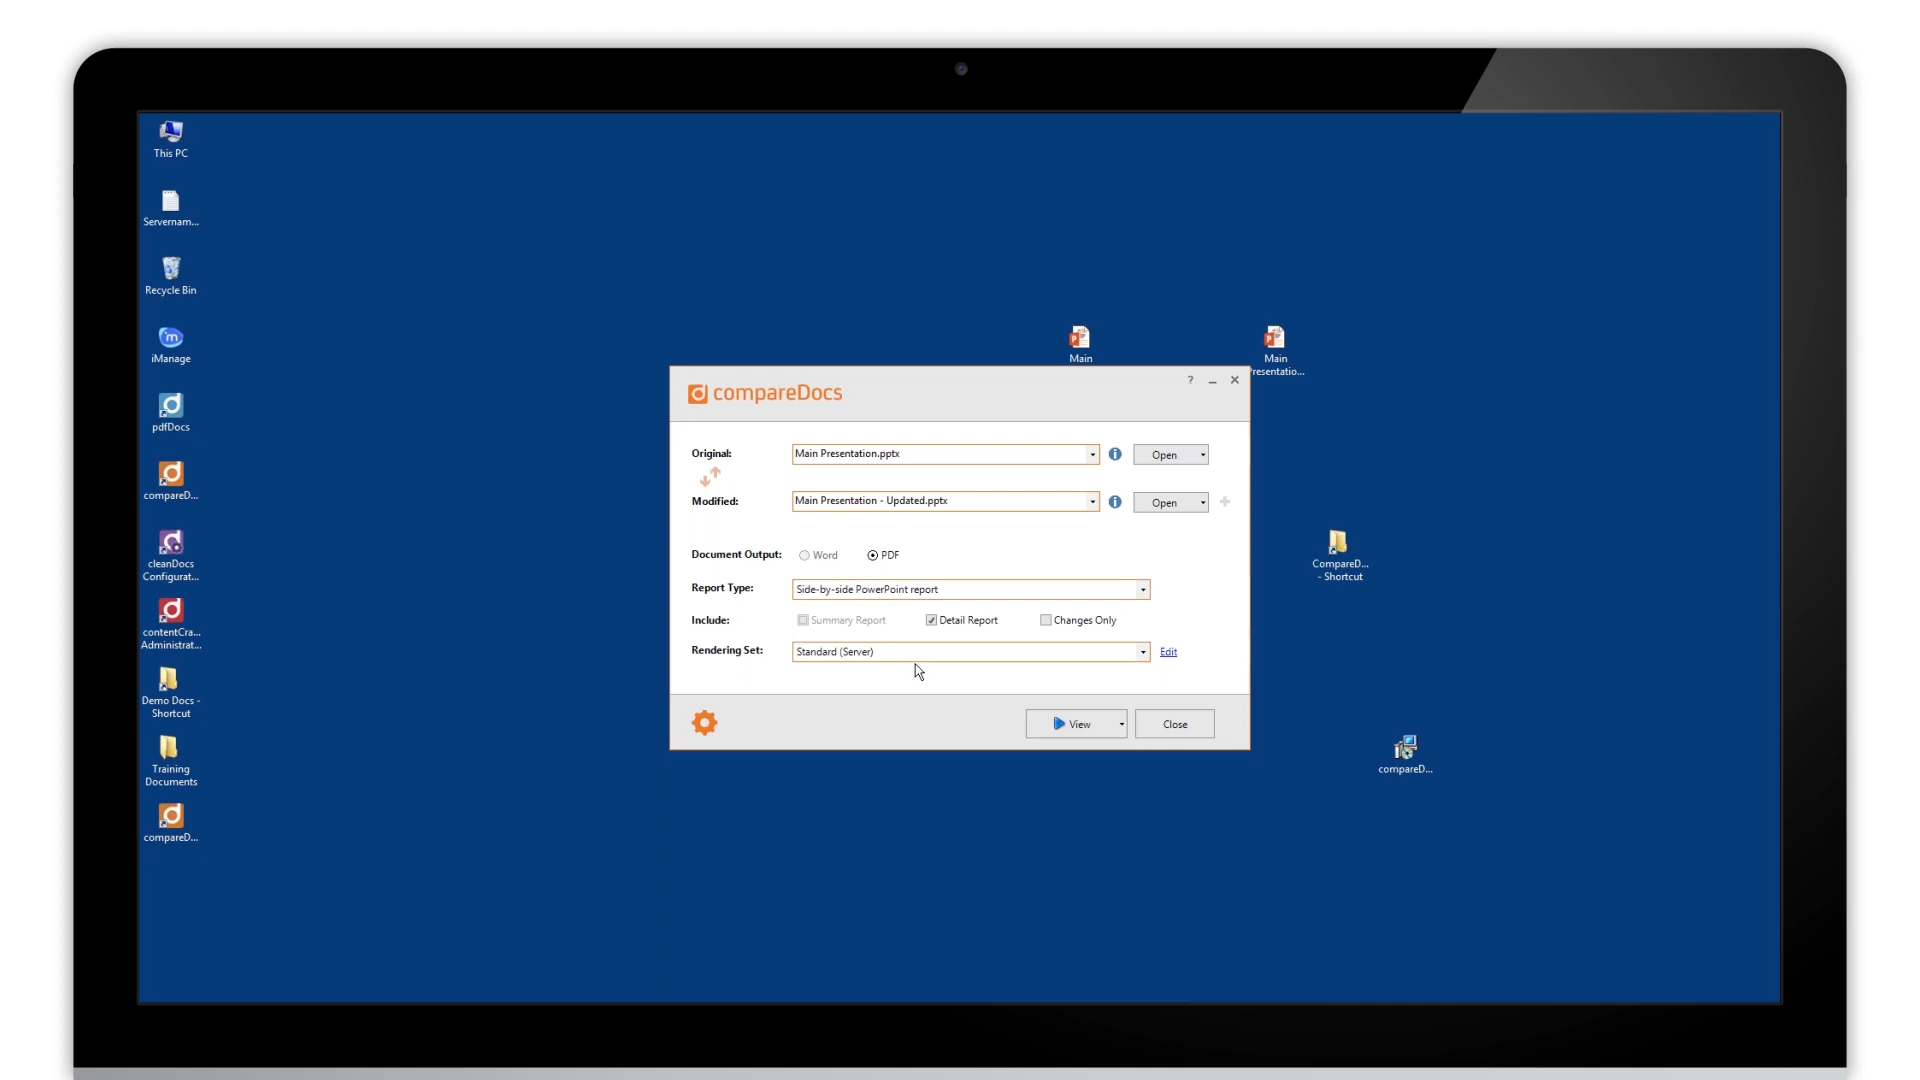 This PC
Servernam...
Recycle Bin
iManage
pdfDocs
compareD...
cleanDocs
Configurat...
contentCra...
Administrat...
Demo Docs -
Shortcut
Training
Documents
compareD...
Main
Main
Presentatio...
compareDocs
?
Original:
Main Presentation.pptx
Open
Modified:
Main Presentation - Updated.pptx
Open
Document Output:
Word
PDF
Report Type:
Side-by-side PowerPoint report
Include:
Summary Report
Detail Report
Changes Only
Rendering Set:
Standard (Server)
Edit
View
Close
CompareD...
- Shortcut
compareD...